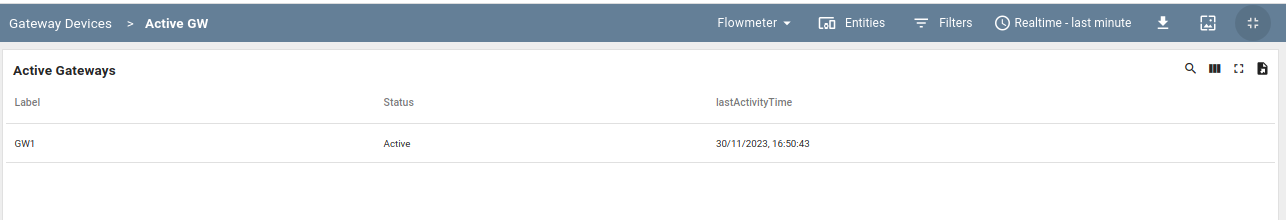 Gateway Devices > Active GW Flowmeter Entities Filters Realtime - last minute
Active Gateways
Label Status lastActivityTime
GW1 Active 30/11/2023, 16:50:43